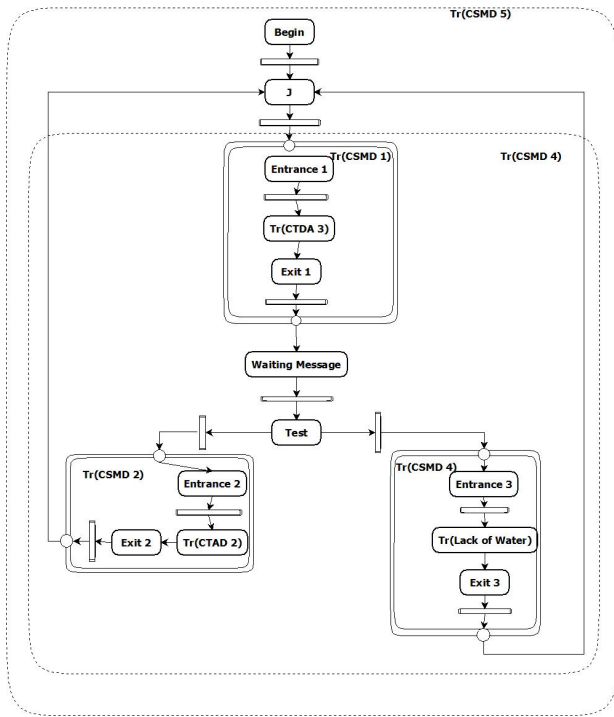 Tr(CSMD 5)
Begin
J
Tr(CSMD 1)
Tr(CSMD 4)
Entrance 1
Tr(CTDA 3)
Exit 1
Waiting Message
Test
Tr(CSMD 2)
Entrance 2
Exit 2
Tr(CTAD 2)
Tr(CSMD 4)
Entrance 3
Tr(Lack of Water)
Exit 3